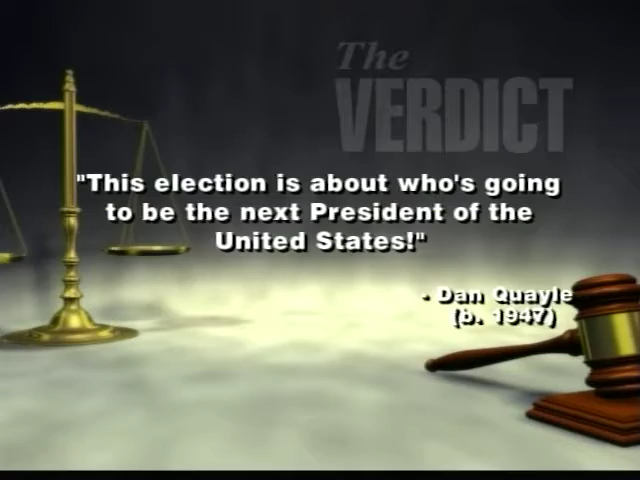 The
VERDICT
"This election is about who's going
to be the next President of the
United States!"
- Dan Quayle
(b. 1947)